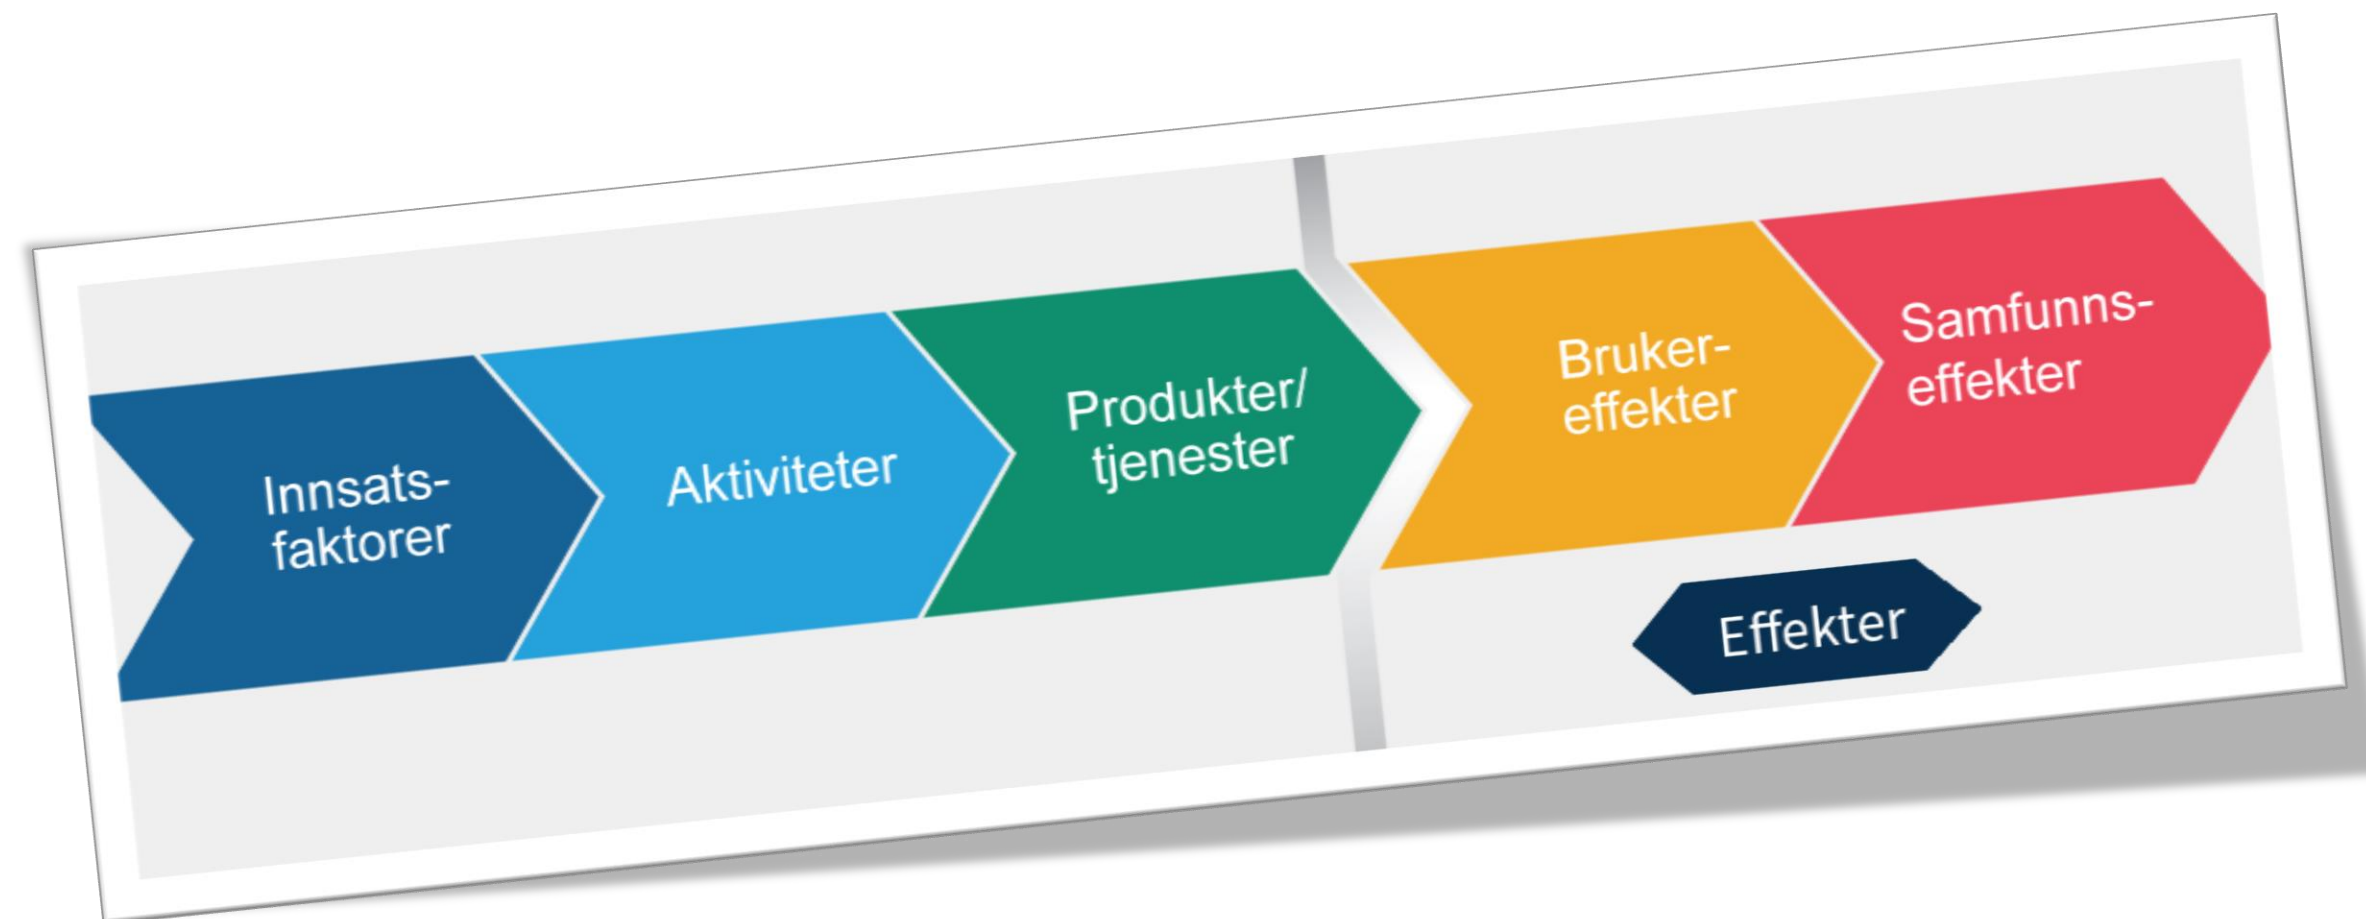 Innsats-
faktorer
Aktiviteter
Produkter/
tjenester
Bruker-
effekter
Samfunns-
effekter
Effekter